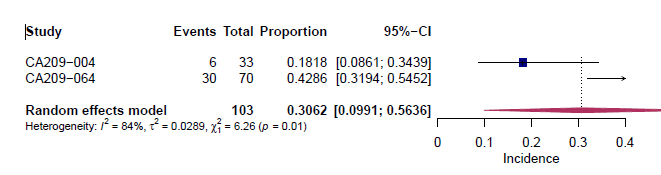 Study Events Total Proportion 95%−CI
CA209−004 6 33 0.1818 [0.0861; 0.3439]
CA209−064 30 70 0.4286 [0.3194; 0.5452]
Random effects model 103 0.3062 [0.0991; 0.5636]
Heterogeneity: I² = 84%, τ² = 0.0289, χ²₁ = 6.26 (p = 0.01)
0 0.1 0.2 0.3 0.4
Incidence